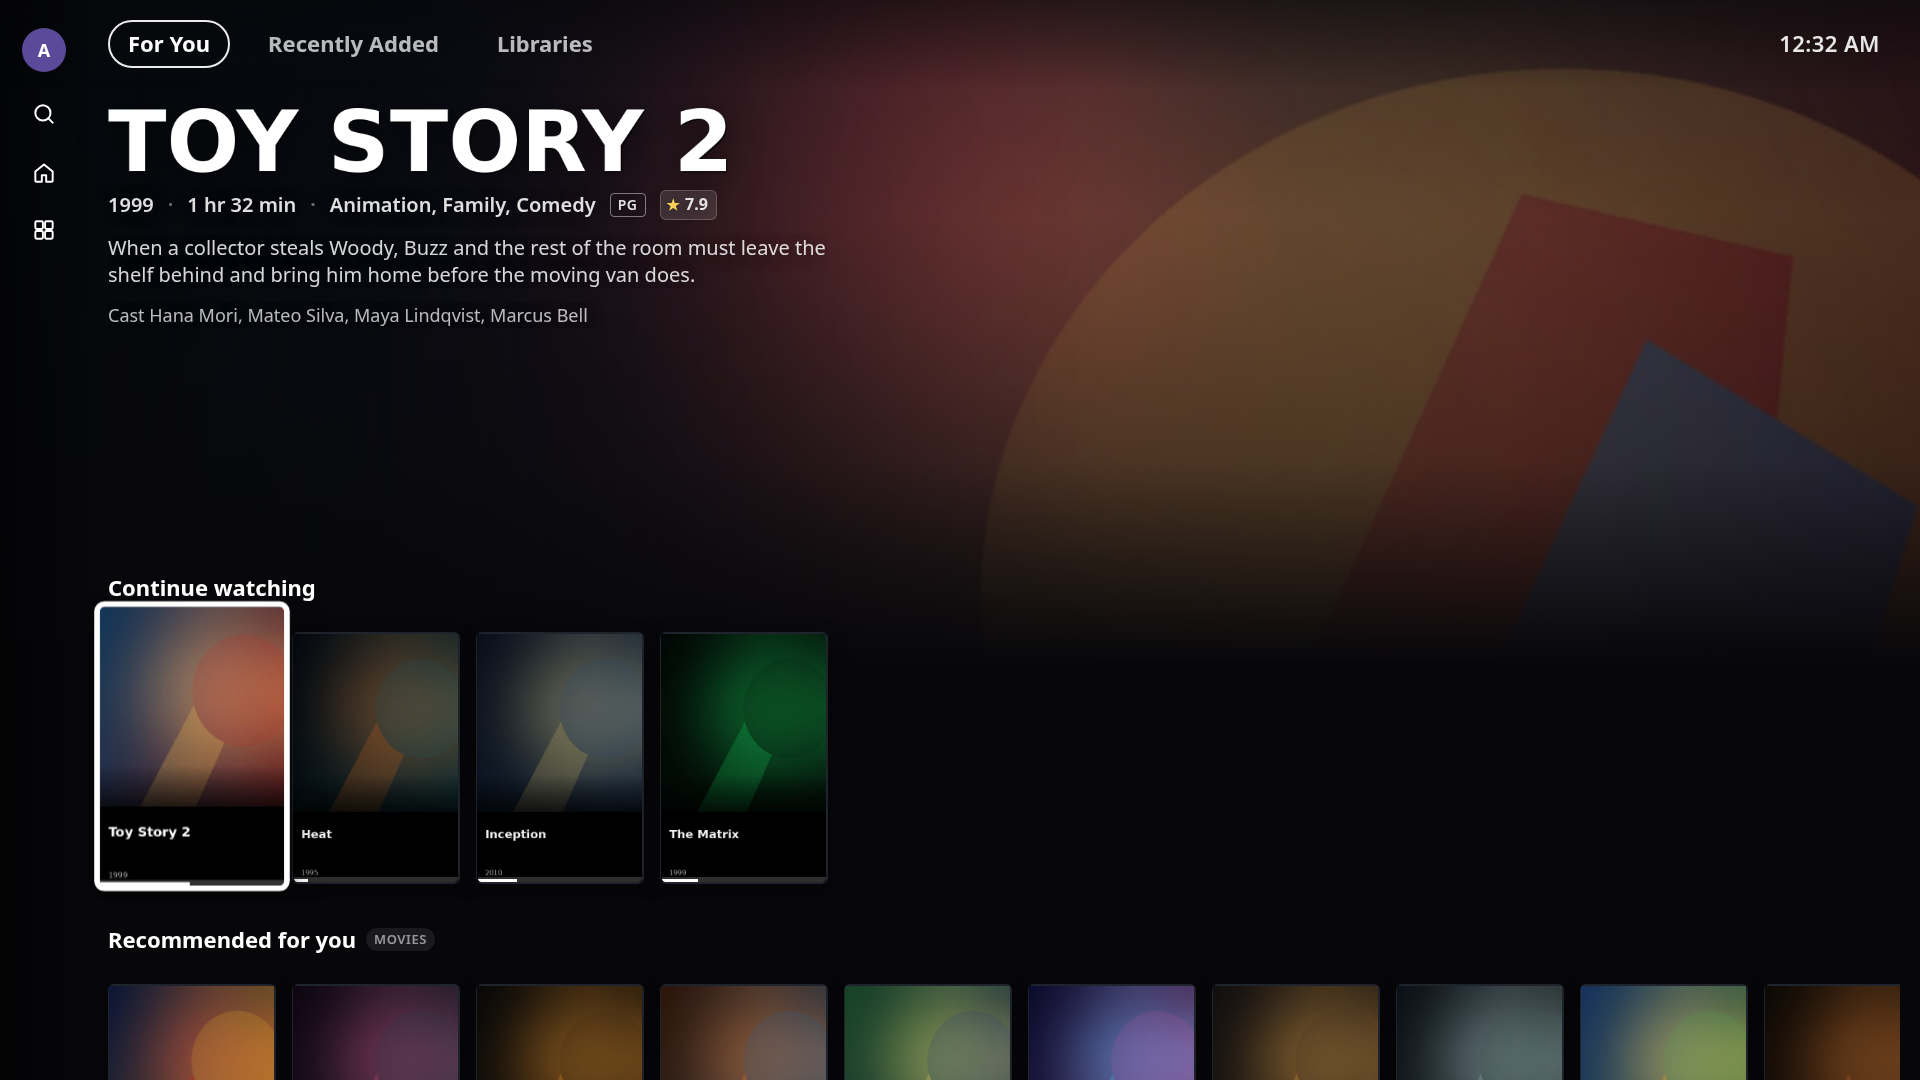 A
For You
Recently Added
Libraries
12:32 AM
TOY STORY 2
1999 · 1 hr 32 min · Animation, Family, Comedy PG ★ 7.9
When a collector steals Woody, Buzz and the rest of the room must leave the
shelf behind and bring him home before the moving van does.
Cast Hana Mori, Mateo Silva, Maya Lindqvist, Marcus Bell
Continue watching
Toy Story 2
1999
Heat
1995
Inception
2010
The Matrix
1999
Recommended for you MOVIES